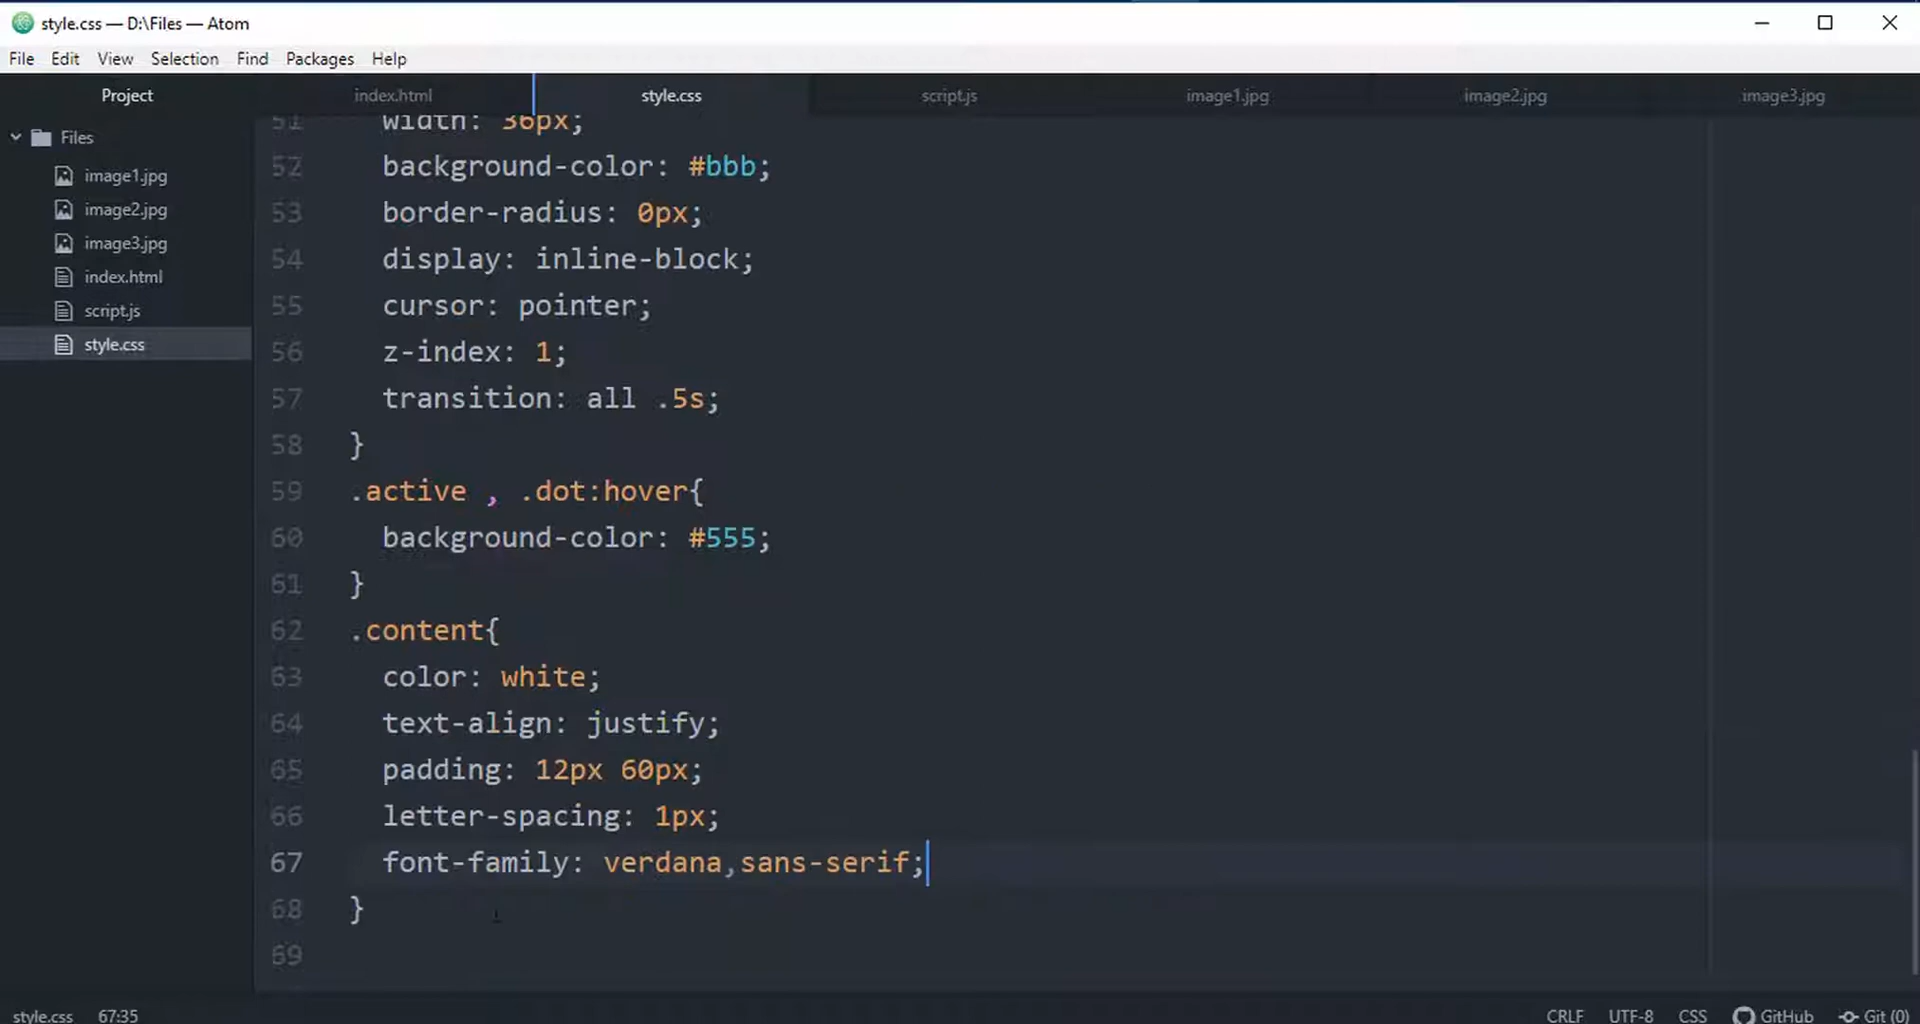 style.css — D:\Files — Atom
File Edit View Selection Find Packages Help
Project
index.html
style.css
script.js
image1.jpg
image2.jpg
image3.jpg
Files
image1.jpg
image2.jpg
image3.jpg
index.html
script.js
style.css
51 width: 36px;
52 background-color: #bbb;
53 border-radius: 0px;
54 display: inline-block;
55 cursor: pointer;
56 z-index: 1;
57 transition: all .5s;
58 }
59 .active , .dot:hover{
60 background-color: #555;
61 }
62 .content{
63 color: white;
64 text-align: justify;
65 padding: 12px 60px;
66 letter-spacing: 1px;
67 font-family: verdana,sans-serif;
68 }
69
style.css 67:35 CRLF UTF-8 CSS GitHub Git (0)